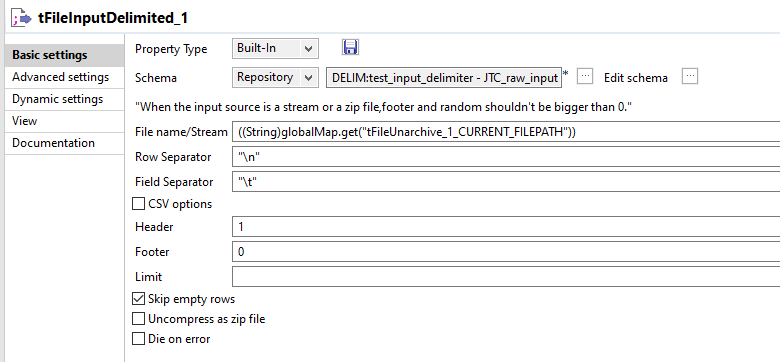 tFileInputDelimited_1
Basic settings
Advanced settings
Dynamic settings
View
Documentation
Property Type Built-In
Schema Repository DELIM:test_input_delimiter - JTC_raw_input * ... Edit schema ...
"When the input source is a stream or a zip file,footer and random shouldn't be bigger than 0."
File name/Stream ((String)globalMap.get("tFileUnarchive_1_CURRENT_FILEPATH"))
Row Separator "\n"
Field Separator "\t"
CSV options
Header 1
Footer 0
Limit
Skip empty rows
Uncompress as zip file
Die on error